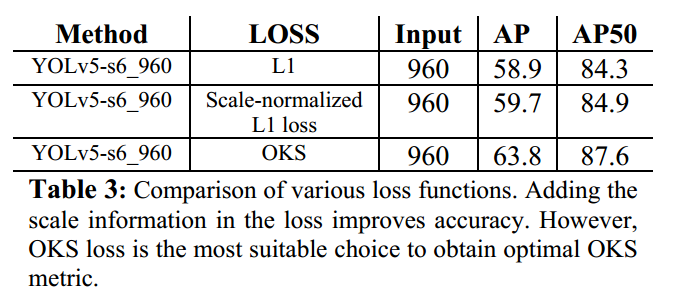 Method LOSS Input AP AP50
YOLv5-s6_960 L1 960 58.9 84.3
YOLv5-s6_960 Scale-normalized L1 loss 960 59.7 84.9
YOLv5-s6_960 OKS 960 63.8 87.6
Table 3: Comparison of various loss functions. Adding the
scale information in the loss improves accuracy. However,
OKS loss is the most suitable choice to obtain optimal OKS
metric.